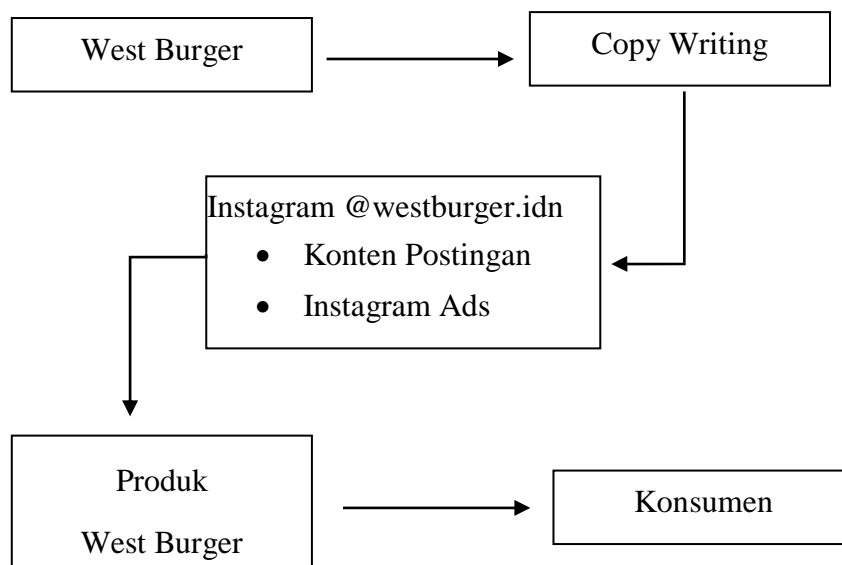 West Burger
Copy Writing
Instagram @westburger.idn
• Konten Postingan
• Instagram Ads
Produk
West Burger
Konsumen